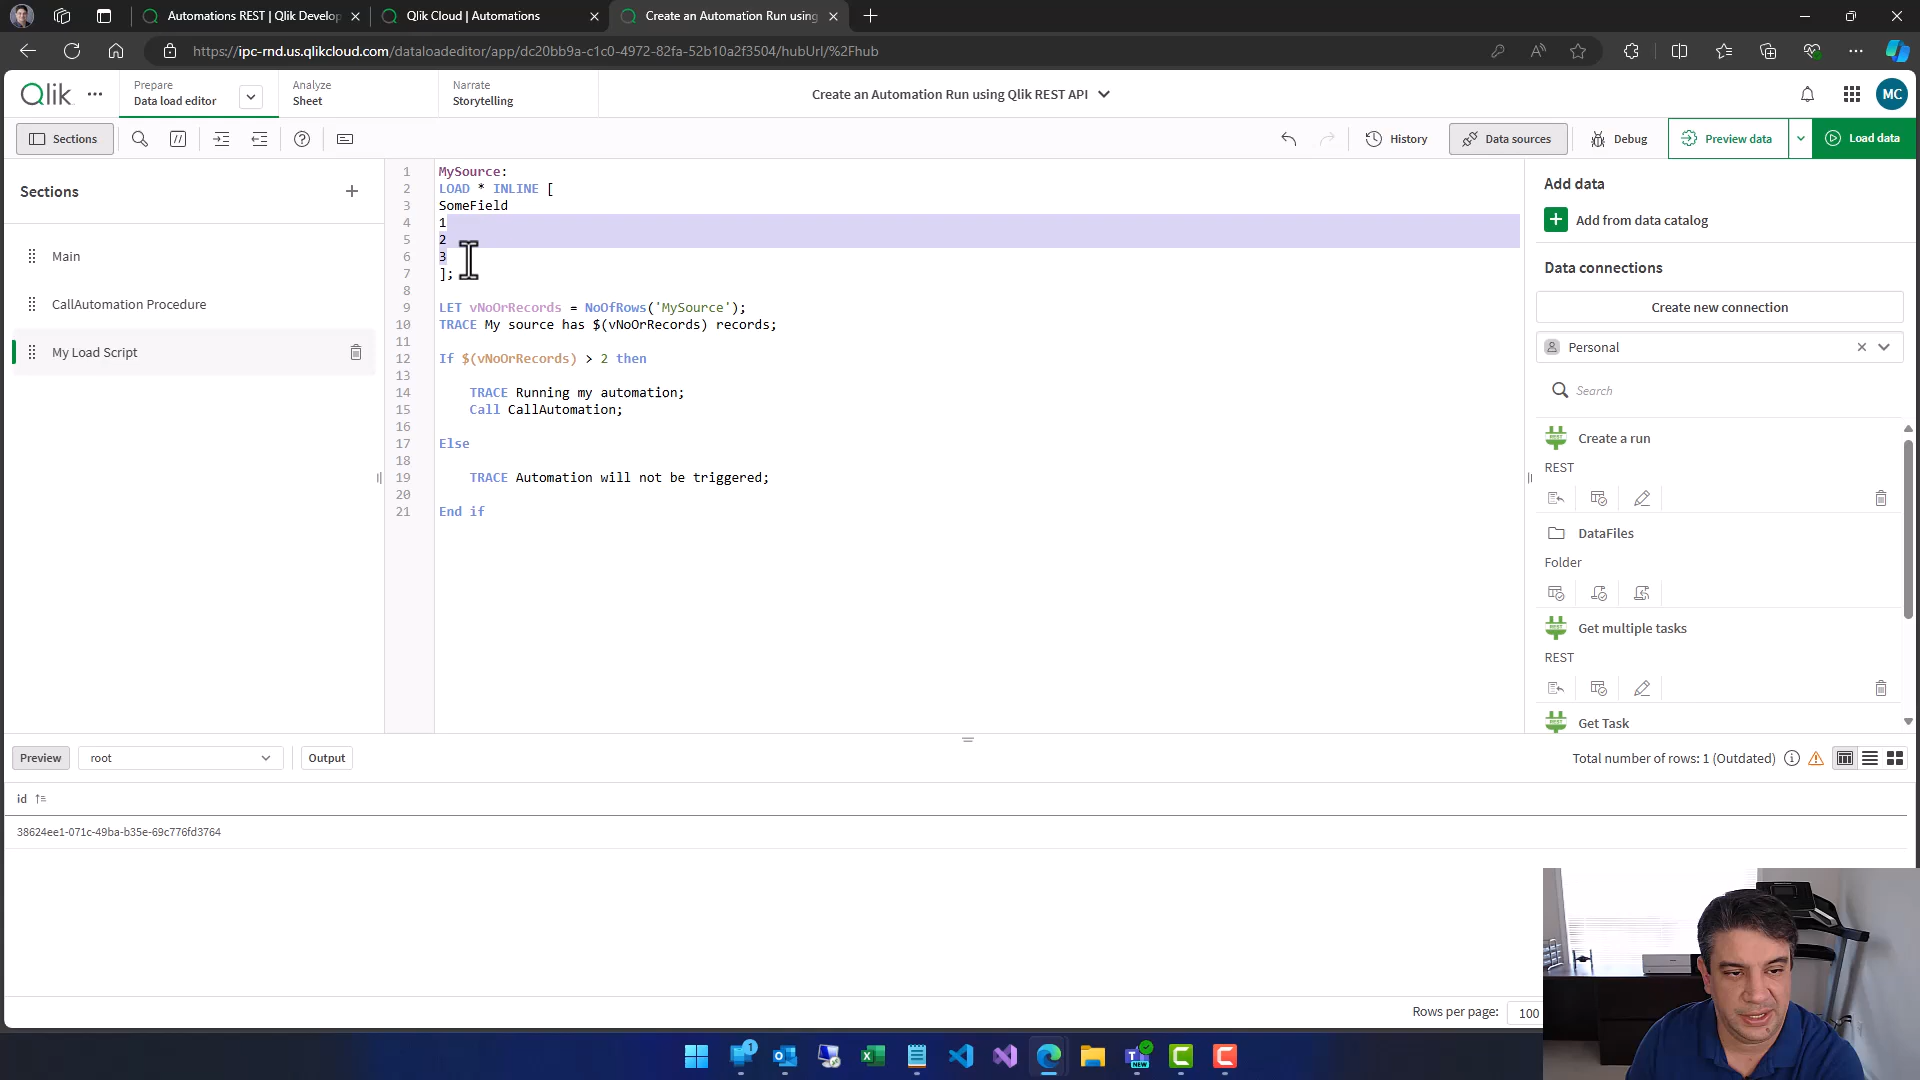 Automations REST | Qlik Develop
Qlik Cloud | Automations
Create an Automation Run using
https://ipc-rnd.us.qlikcloud.com/dataloadeditor/app/dc20bb9a-c1c0-4972-82fa-52b10a2f3504/hubUrl/%2Fhub
Qlik
Prepare
Data load editor
Analyze
Sheet
Narrate
Storytelling
Create an Automation Run using Qlik REST API
MC
Sections
History
Data sources
Debug
Preview data
Load data
Sections
Main
CallAutomation Procedure
My Load Script
1 MySource:
2 LOAD * INLINE [
3 SomeField
4 1
5 2
6 3
7 ];
8
9 LET vNoOrRecords = NoOfRows('MySource');
10 TRACE My source has $(vNoOrRecords) records;
11
12 If $(vNoOrRecords) > 2 then
13
14 TRACE Running my automation;
15 Call CallAutomation;
16
17 Else
18
19 TRACE Automation will not be triggered;
20
21 End if
Add data
Add from data catalog
Data connections
Create new connection
Personal
Search
Create a run
REST
DataFiles
Folder
Get multiple tasks
REST
Get Task
Preview
root
Output
Total number of rows: 1 (Outdated)
id
38624ee1-071c-49ba-b35e-69c776fd3764
Rows per page: 100
1
NEW